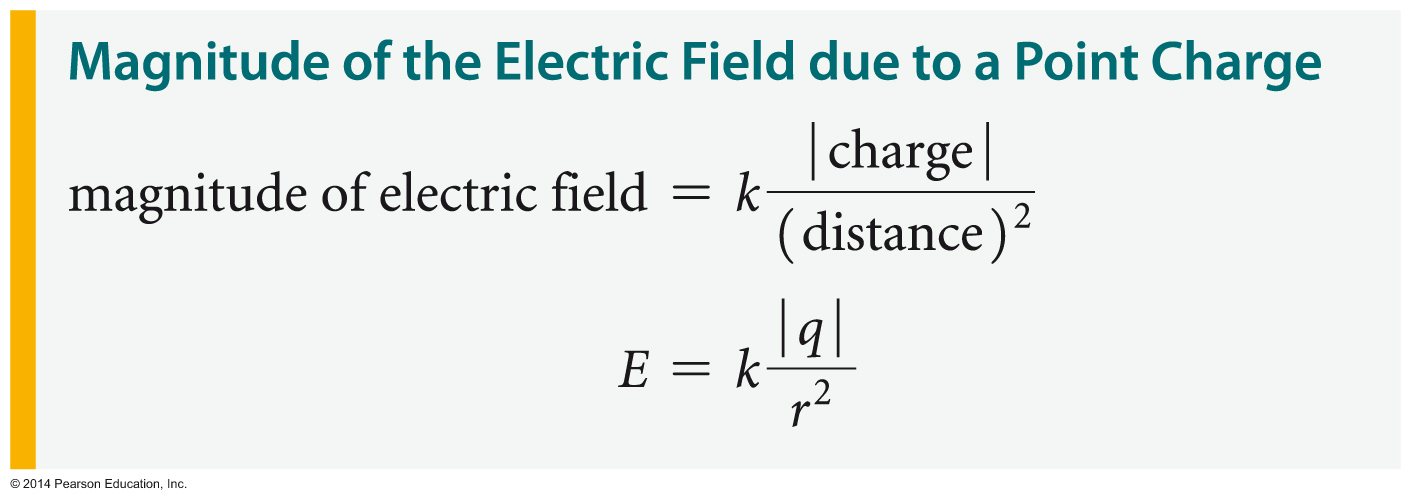 Magnitude of the Electric Field due to a Point Charge
magnitude of electric field = k |charge| / (distance)²
E = k |q| / r²
© 2014 Pearson Education, Inc.